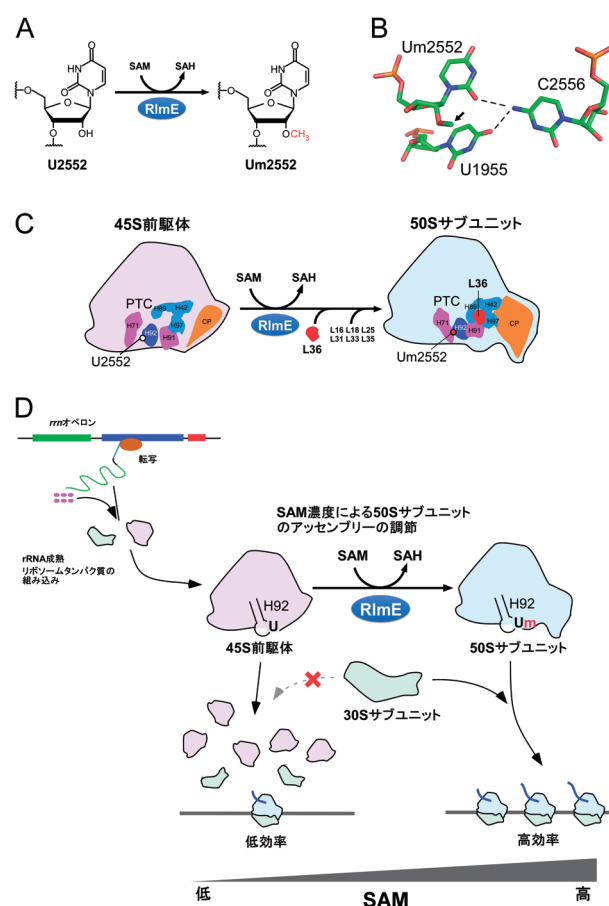 A
SAM
SAH
RlmE
O
NH
N
O
O
O
OH
O
U2552
O
NH
N
O
O
O
O
O
CH₃
Um2552
B
Um2552
C2556
U1955
C
45S前駆体
50Sサブユニット
PTC
H89
H42
H71
H92
H97
H91
CP
U2552
SAM
SAH
RlmE
L36
L16 L18 L25
L31 L33 L35
L36
PTC
H89
H42
H71
H92
H97
H91
CP
Um2552
D
rrnオペロン
転写
rRNA成熟
リボソームタンパク質の
組み込み
SAM濃度による50Sサブユニット
のアッセンブリーの調節
SAM
SAH
RlmE
H92
U
45S前駆体
H92
Um
50Sサブユニット
30Sサブユニット
低効率
高効率
低
SAM
高